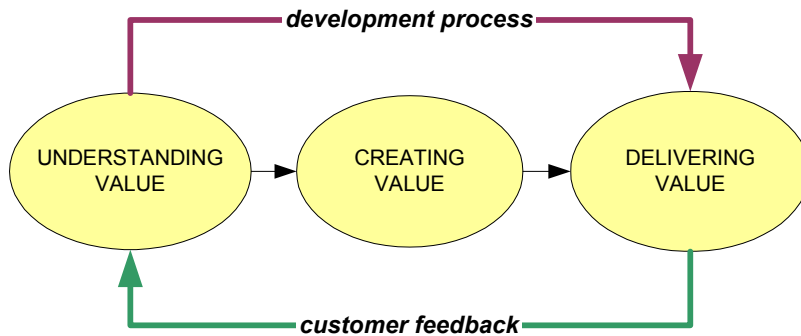 development process
UNDERSTANDING
VALUE
CREATING
VALUE
DELIVERING
VALUE
customer feedback